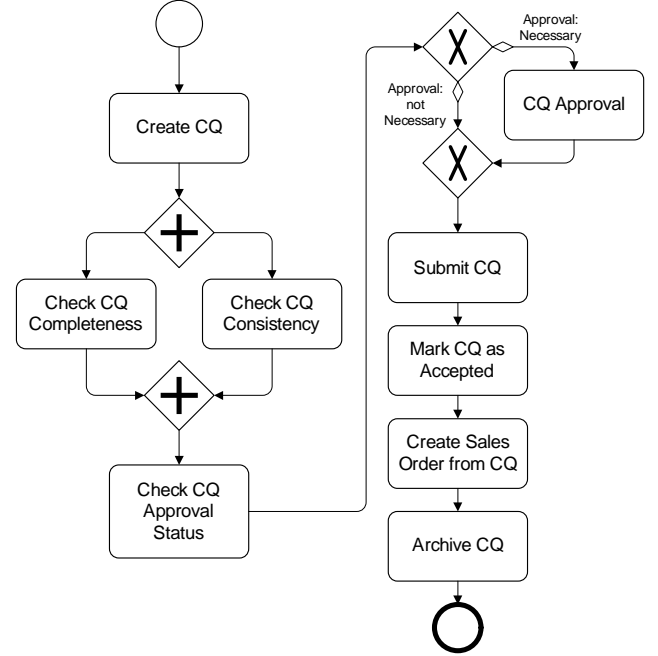 Create CQ
Check CQ
Completeness
Check CQ
Consistency
Check CQ
Approval
Status
Approval:
Necessary
Approval:
not
Necessary
CQ Approval
Submit CQ
Mark CQ as
Accepted
Create Sales
Order from CQ
Archive CQ